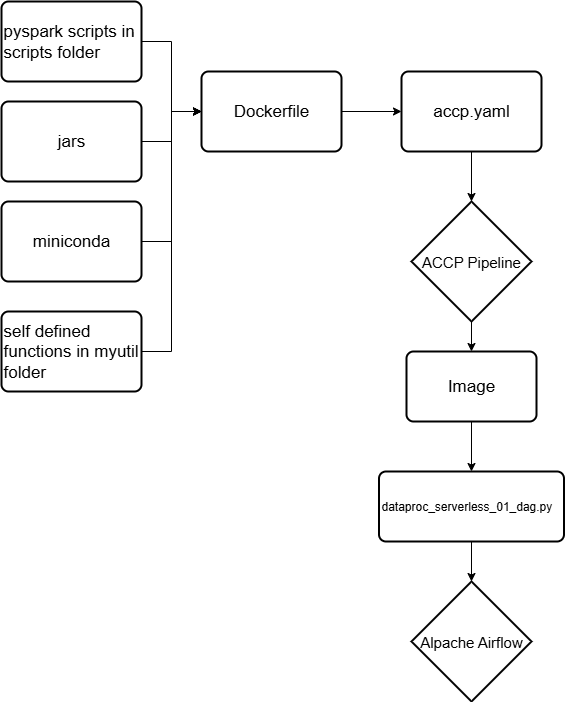 pyspark scripts in
scripts folder
jars
miniconda
self defined
functions in myutil
folder
Dockerfile
accp.yaml
ACCP Pipeline
Image
dataproc_serverless_01_dag.py
Alpache Airflow